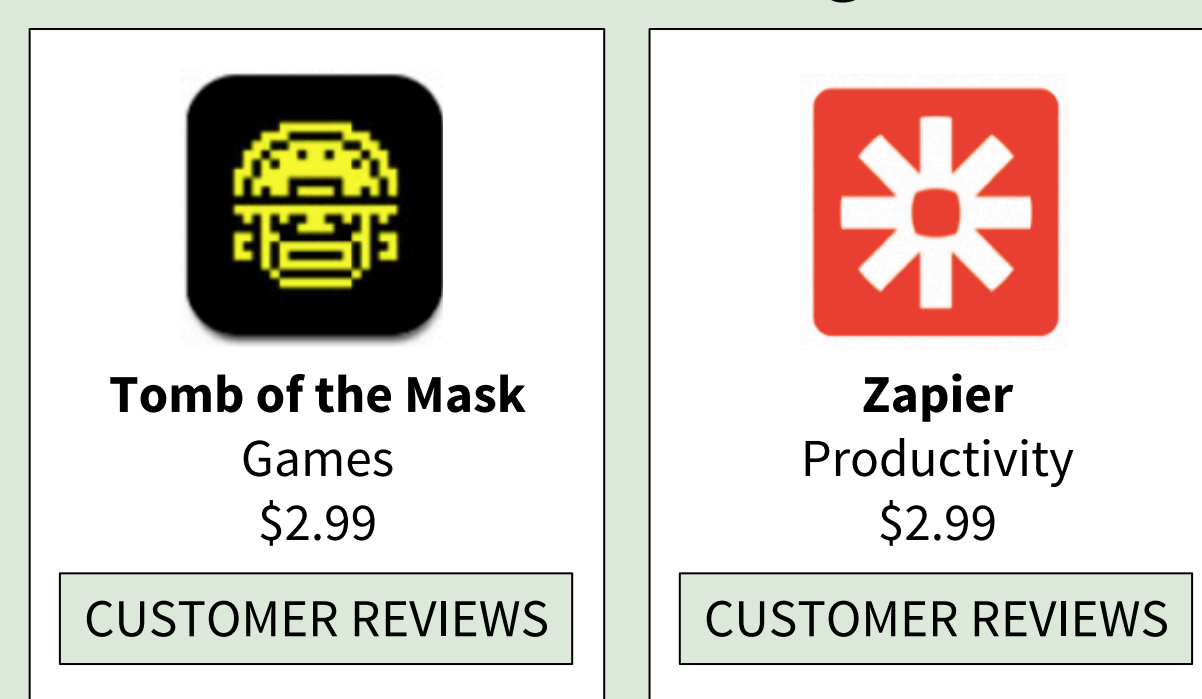 Tomb of the Mask
Games
$2.99
CUSTOMER REVIEWS
Zapier
Productivity
$2.99
CUSTOMER REVIEWS